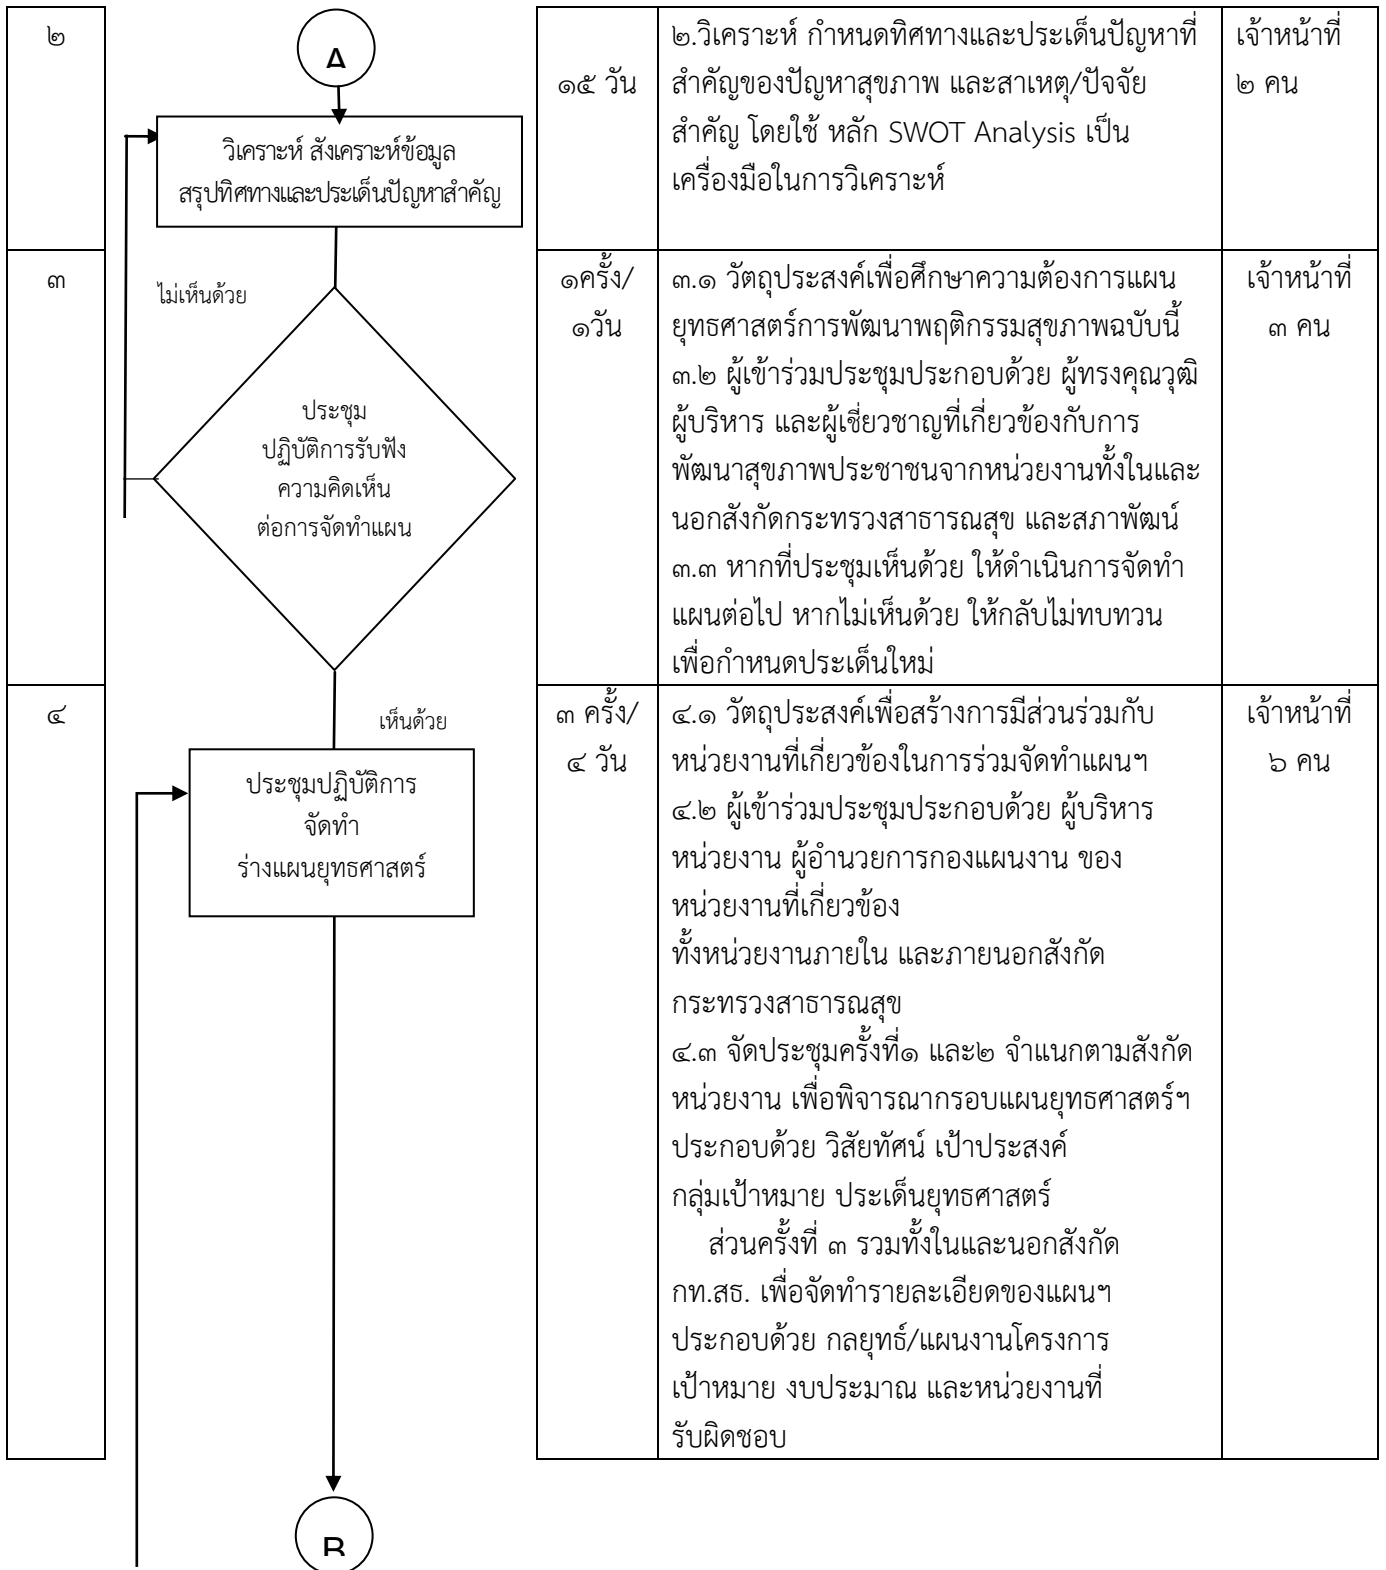 ๒
A
วิเคราะห์ สังเคราะห์ข้อมูล
สรุปทิศทางและประเด็นปัญหาสำคัญ
๑๕ วัน
๒.วิเคราะห์ กำหนดทิศทางและประเด็นปัญหาที่
สำคัญของปัญหาสุขภาพ และสาเหตุ/ปัจจัย
สำคัญ โดยใช้ หลัก SWOT Analysis เป็น
เครื่องมือในการวิเคราะห์
เจ้าหน้าที่
๒ คน
๓
ไม่เห็นด้วย
ประชุม
ปฏิบัติการรับฟัง
ความคิดเห็น
ต่อการจัดทำแผน
๑ครั้ง/
๑วัน
๓.๑ วัตถุประสงค์เพื่อศึกษาความต้องการแผน
ยุทธศาสตร์การพัฒนาพฤติกรรมสุขภาพฉบับนี้
๓.๒ ผู้เข้าร่วมประชุมประกอบด้วย ผู้ทรงคุณวุฒิ
ผู้บริหาร และผู้เชี่ยวชาญที่เกี่ยวข้องกับการ
พัฒนาสุขภาพประชาชนจากหน่วยงานทั้งในและ
นอกสังกัดกระทรวงสาธารณสุข และสภาพัฒน์
๓.๓ หากที่ประชุมเห็นด้วย ให้ดำเนินการจัดทำ
แผนต่อไป หากไม่เห็นด้วย ให้กลับไม่ทบทวน
เพื่อกำหนดประเด็นใหม่
เจ้าหน้าที่
๓ คน
๔
เห็นด้วย
ประชุมปฏิบัติการ
จัดทำ
ร่างแผนยุทธศาสตร์
๓ ครั้ง/
๔ วัน
๔.๑ วัตถุประสงค์เพื่อสร้างการมีส่วนร่วมกับ
หน่วยงานที่เกี่ยวข้องในการร่วมจัดทำแผนฯ
๔.๒ ผู้เข้าร่วมประชุมประกอบด้วย ผู้บริหาร
หน่วยงาน ผู้อำนวยการกองแผนงาน ของ
หน่วยงานที่เกี่ยวข้อง
ทั้งหน่วยงานภายใน และภายนอกสังกัด
กระทรวงสาธารณสุข
๔.๓ จัดประชุมครั้งที่๑ และ๒ จำแนกตามสังกัด
หน่วยงาน เพื่อพิจารณากรอบแผนยุทธศาสตร์ฯ
ประกอบด้วย วิสัยทัศน์ เป้าประสงค์
กลุ่มเป้าหมาย ประเด็นยุทธศาสตร์
ส่วนครั้งที่ ๓ รวมทั้งในและนอกสังกัด
กท.สธ. เพื่อจัดทำรายละเอียดของแผนฯ
ประกอบด้วย กลยุทธ์/แผนงานโครงการ
เป้าหมาย งบประมาณ และหน่วยงานที่
รับผิดชอบ
เจ้าหน้าที่
๖ คน
B